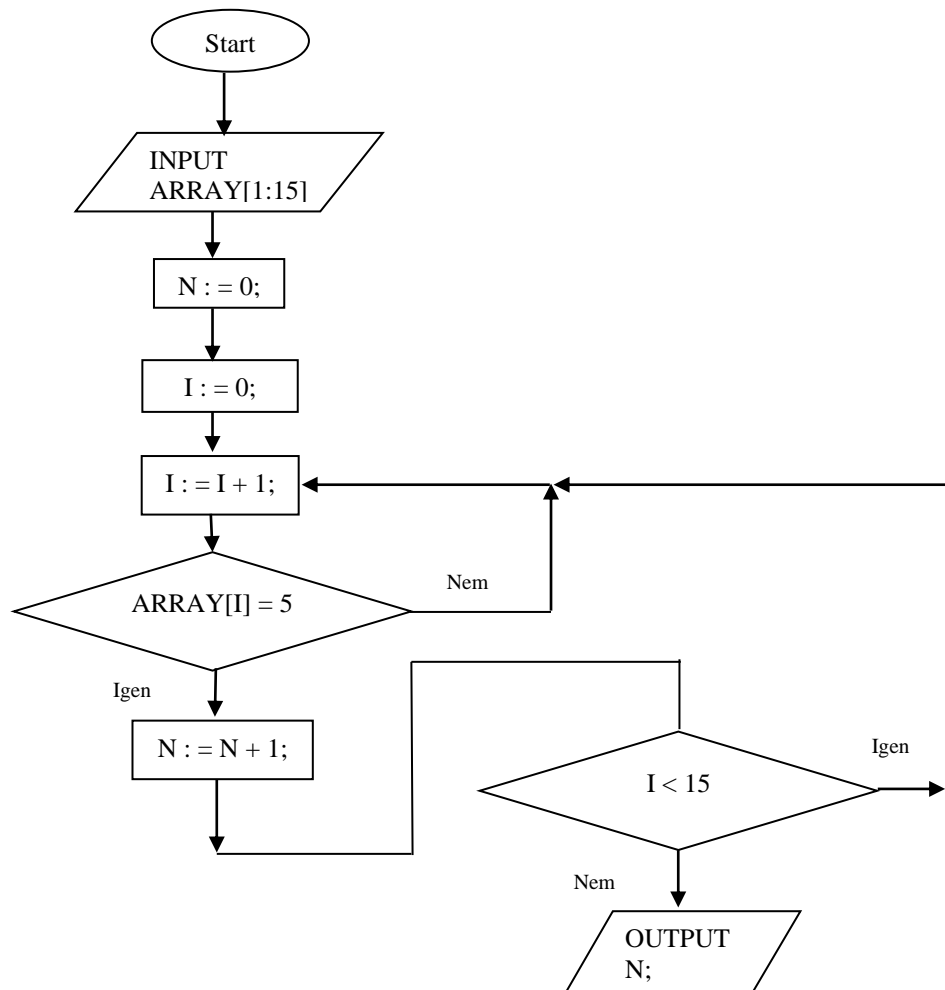 Start
INPUT
ARRAY[1:15]
N : = 0;
I : = 0;
I : = I + 1;
ARRAY[I] = 5
Nem
Igen
N : = N + 1;
I < 15
Igen
Nem
OUTPUT
N;